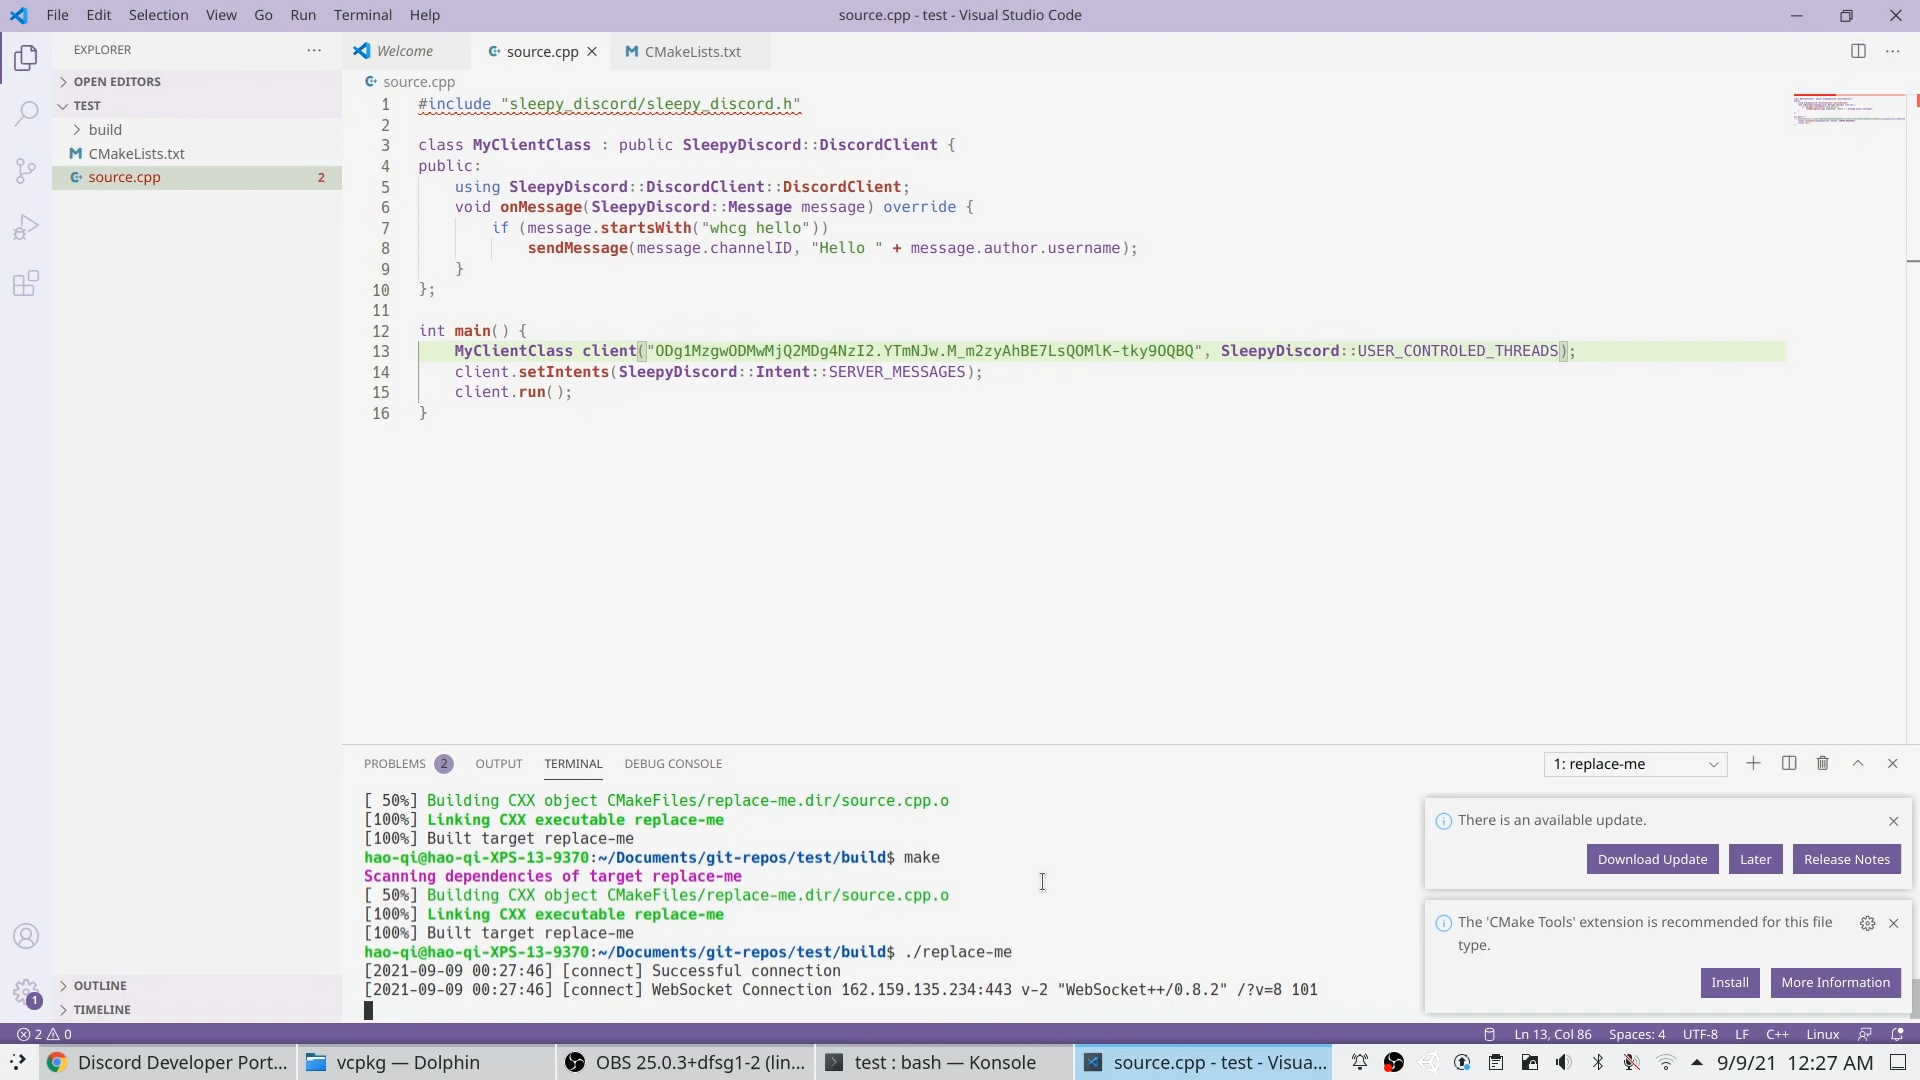 File Edit Selection View Go Run Terminal Help
source.cpp - test - Visual Studio Code
EXPLORER
OPEN EDITORS
TEST
build
CMakeLists.txt
source.cpp 2
OUTLINE
TIMELINE
Welcome
source.cpp
CMakeLists.txt
source.cpp
1 #include "sleepy_discord/sleepy_discord.h"
2
3 class MyClientClass : public SleepyDiscord::DiscordClient {
4 public:
5 using SleepyDiscord::DiscordClient::DiscordClient;
6 void onMessage(SleepyDiscord::Message message) override {
7 if (message.startsWith("whcg hello"))
8 sendMessage(message.channelID, "Hello " + message.author.username);
9 }
10 };
11
12 int main() {
13 MyClientClass client("ODg1MzgwODMwMjQ2MDg4NzI2.YTmNJw.M_m2zyAhBE7LsQOMlK-tky9OQBQ", SleepyDiscord::USER_CONTROLED_THREADS);
14 client.setIntents(SleepyDiscord::Intent::SERVER_MESSAGES);
15 client.run();
16 }
PROBLEMS 2 OUTPUT TERMINAL DEBUG CONSOLE
1: replace-me
[ 50%] Building CXX object CMakeFiles/replace-me.dir/source.cpp.o
[100%] Linking CXX executable replace-me
[100%] Built target replace-me
hao-qi@hao-qi-XPS-13-9370:~/Documents/git-repos/test/build$ make
Scanning dependencies of target replace-me
[ 50%] Building CXX object CMakeFiles/replace-me.dir/source.cpp.o
[100%] Linking CXX executable replace-me
[100%] Built target replace-me
hao-qi@hao-qi-XPS-13-9370:~/Documents/git-repos/test/build$ ./replace-me
[2021-09-09 00:27:46] [connect] Successful connection
[2021-09-09 00:27:46] [connect] WebSocket Connection 162.159.135.234:443 v-2 "WebSocket++/0.8.2" /?v=8 101
There is an available update.
Download Update Later Release Notes
The 'CMake Tools' extension is recommended for this file
type.
Install More Information
1
2 0
Ln 13, Col 86 Spaces: 4 UTF-8 LF C++ Linux
Discord Developer Port...
vcpkg — Dolphin
OBS 25.0.3+dfsg1-2 (lin...
test : bash — Konsole
source.cpp - test - Visua...
9/9/21 12:27 AM